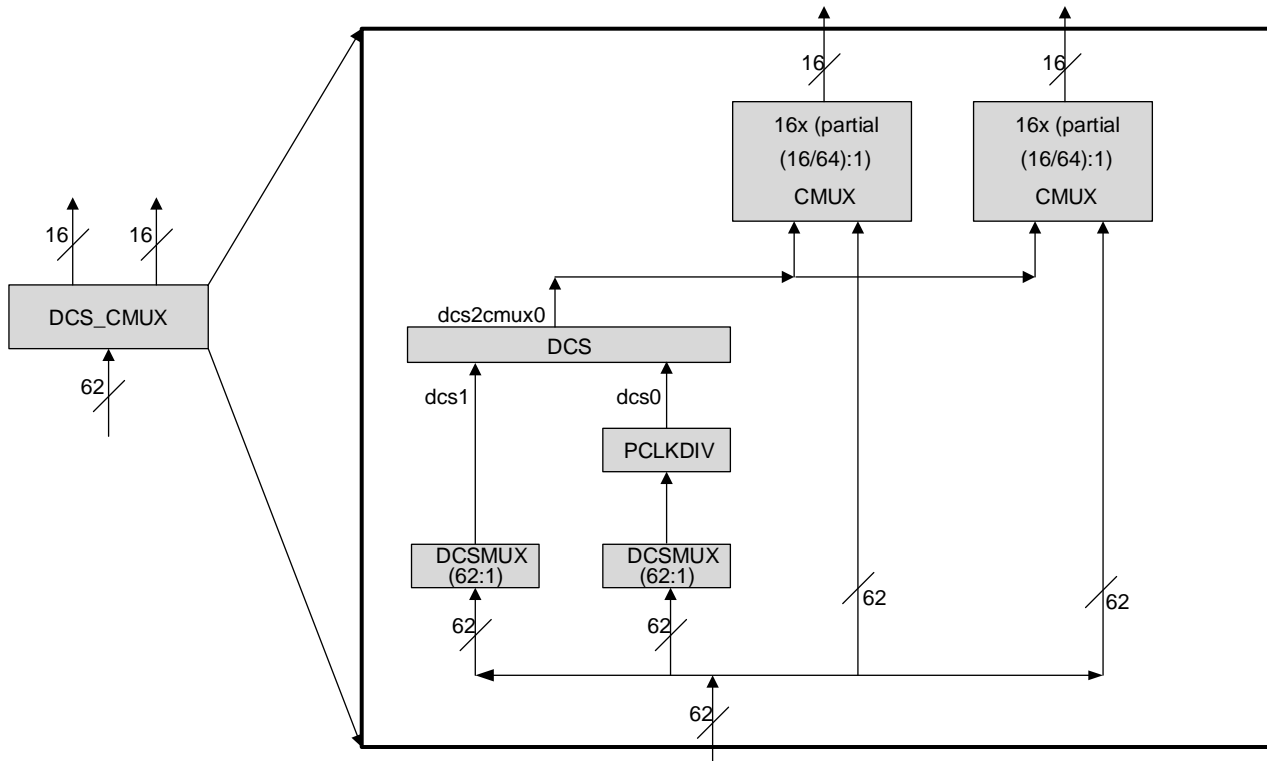 16
16
DCS_CMUX
62
16
16
16x (partial
(16/64):1)
CMUX
16x (partial
(16/64):1)
CMUX
dcs2cmux0
DCS
dcs1
dcs0
PCLKDIV
DCSMUX
(62:1)
DCSMUX
(62:1)
62
62
62
62
62